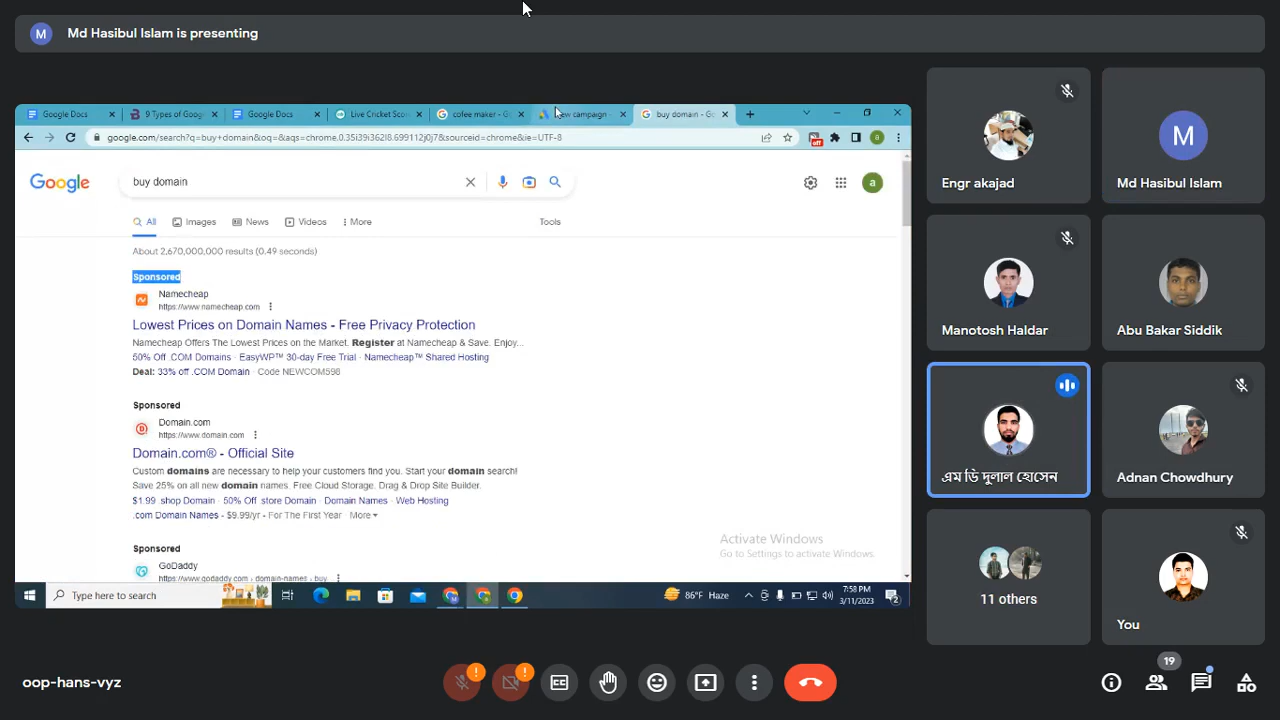 M Md Hasibul Islam is presenting
Google Docs 9 Types of Goog Google Docs Live Cricket Scor cofee maker - Go ew campaign buy domain - Go
google.com/search?q=buy+domain&oq=&aqs=chrome.0.35i39i362l8.699112j0j7&sourceid=chrome&ie=UTF-8
off
a
Google
buy domain
a
All Images News Videos More Tools
About 2,670,000,000 results (0.49 seconds)
Sponsored
Namecheap
https://www.namecheap.com
Lowest Prices on Domain Names - Free Privacy Protection
Namecheap Offers The Lowest Prices on the Market. Register at Namecheap & Save. Enjoy...
50% Off .COM Domains · EasyWP™ 30-day Free Trial · Namecheap™ Shared Hosting
Deal: 33% off .COM Domain · Code NEWCOM598
Sponsored
Domain.com
https://www.domain.com
Domain.com® - Official Site
Custom domains are necessary to help your customers find you. Start your domain search!
Save 25% on all new domain names. Free Cloud Storage. Drag & Drop Site Builder.
$1.99 .shop Domain · 50% Off .store Domain · Domain Names · Web Hosting
.com Domain Names - $9.99/yr - For The First Year · More
Sponsored
GoDaddy
https://www.godaddy.com › domain-names › buy
Activate Windows
Go to Settings to activate Windows.
Type here to search
86°F Haze
7:58 PM
3/11/2023
2
Engr akajad
M
Md Hasibul Islam
Manotosh Haldar
Abu Bakar Siddik
এম ডি দুলাল হোসেন
Adnan Chowdhury
11 others
You
oop-hans-vyz
19